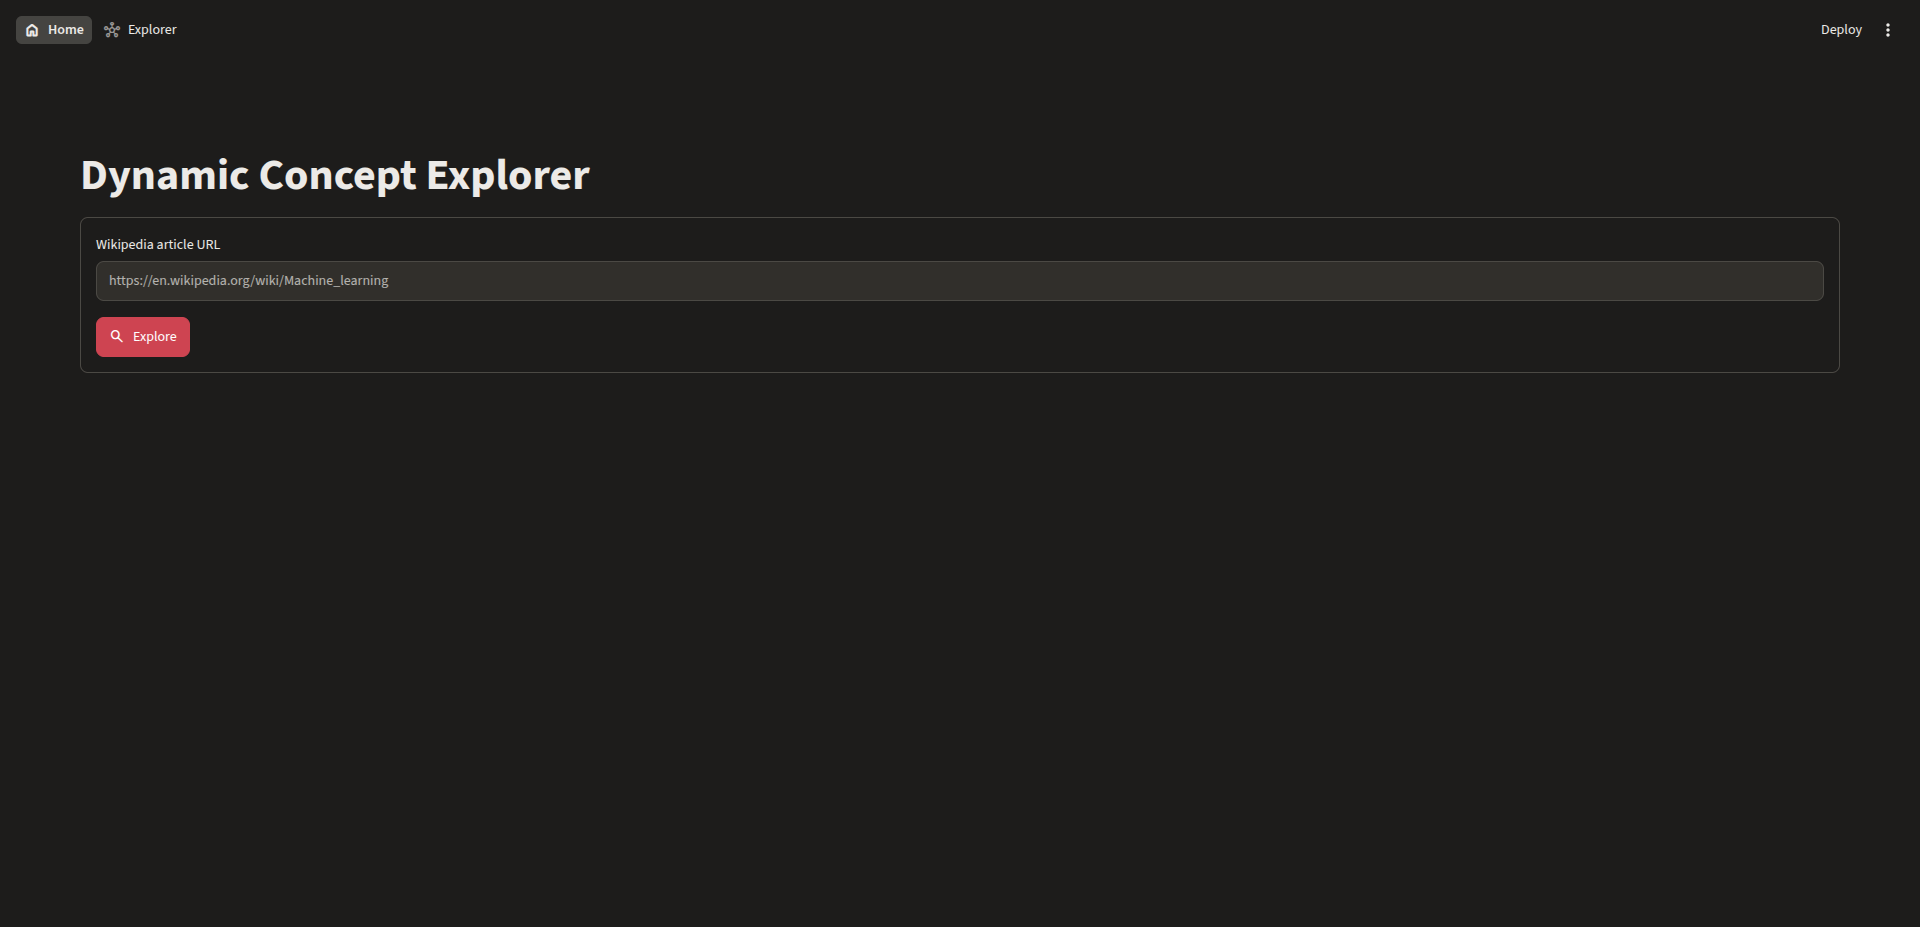 Home Explorer Deploy
Dynamic Concept Explorer
Wikipedia article URL
https://en.wikipedia.org/wiki/Machine_learning
Explore